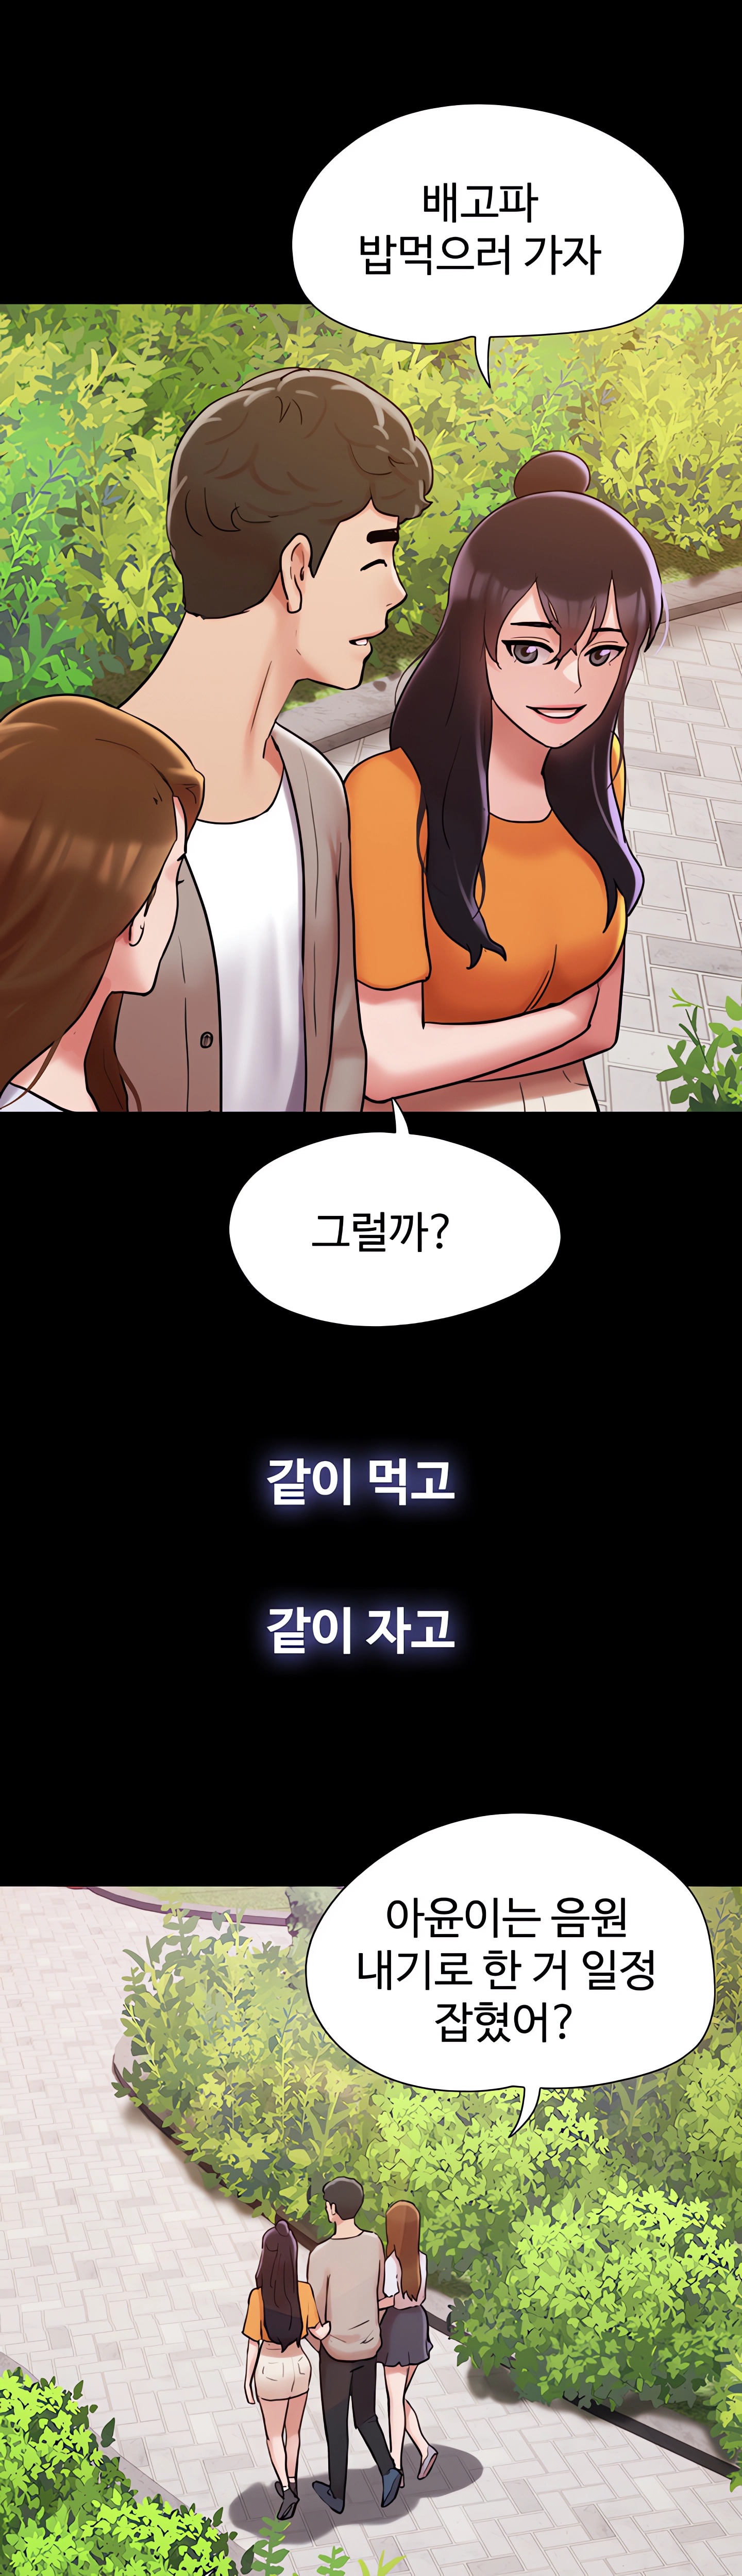 배고파
밥먹으러 가자
그럴까?
같이 먹고
같이 자고
아윤이는 음원
내기로 한 거 일정
잡혔어?